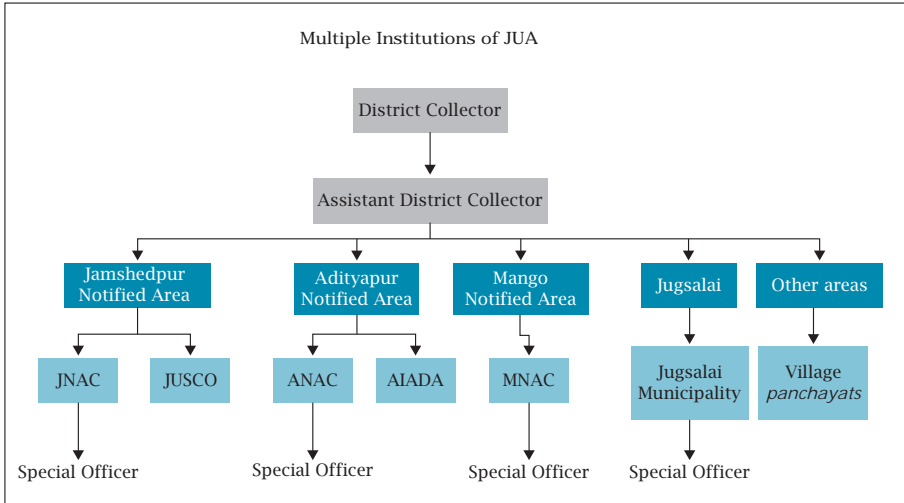 Multiple Institutions of JUA
District Collector
Assistant District Collector
Jamshedpur
Notified Area
Adityapur
Notified Area
Mango
Notified Area
Jugsalai
Other areas
JNAC
JUSCO
ANAC
AIADA
MNAC
Jugsalai
Municipality
Village
panchayats
Special Officer
Special Officer
Special Officer
Special Officer